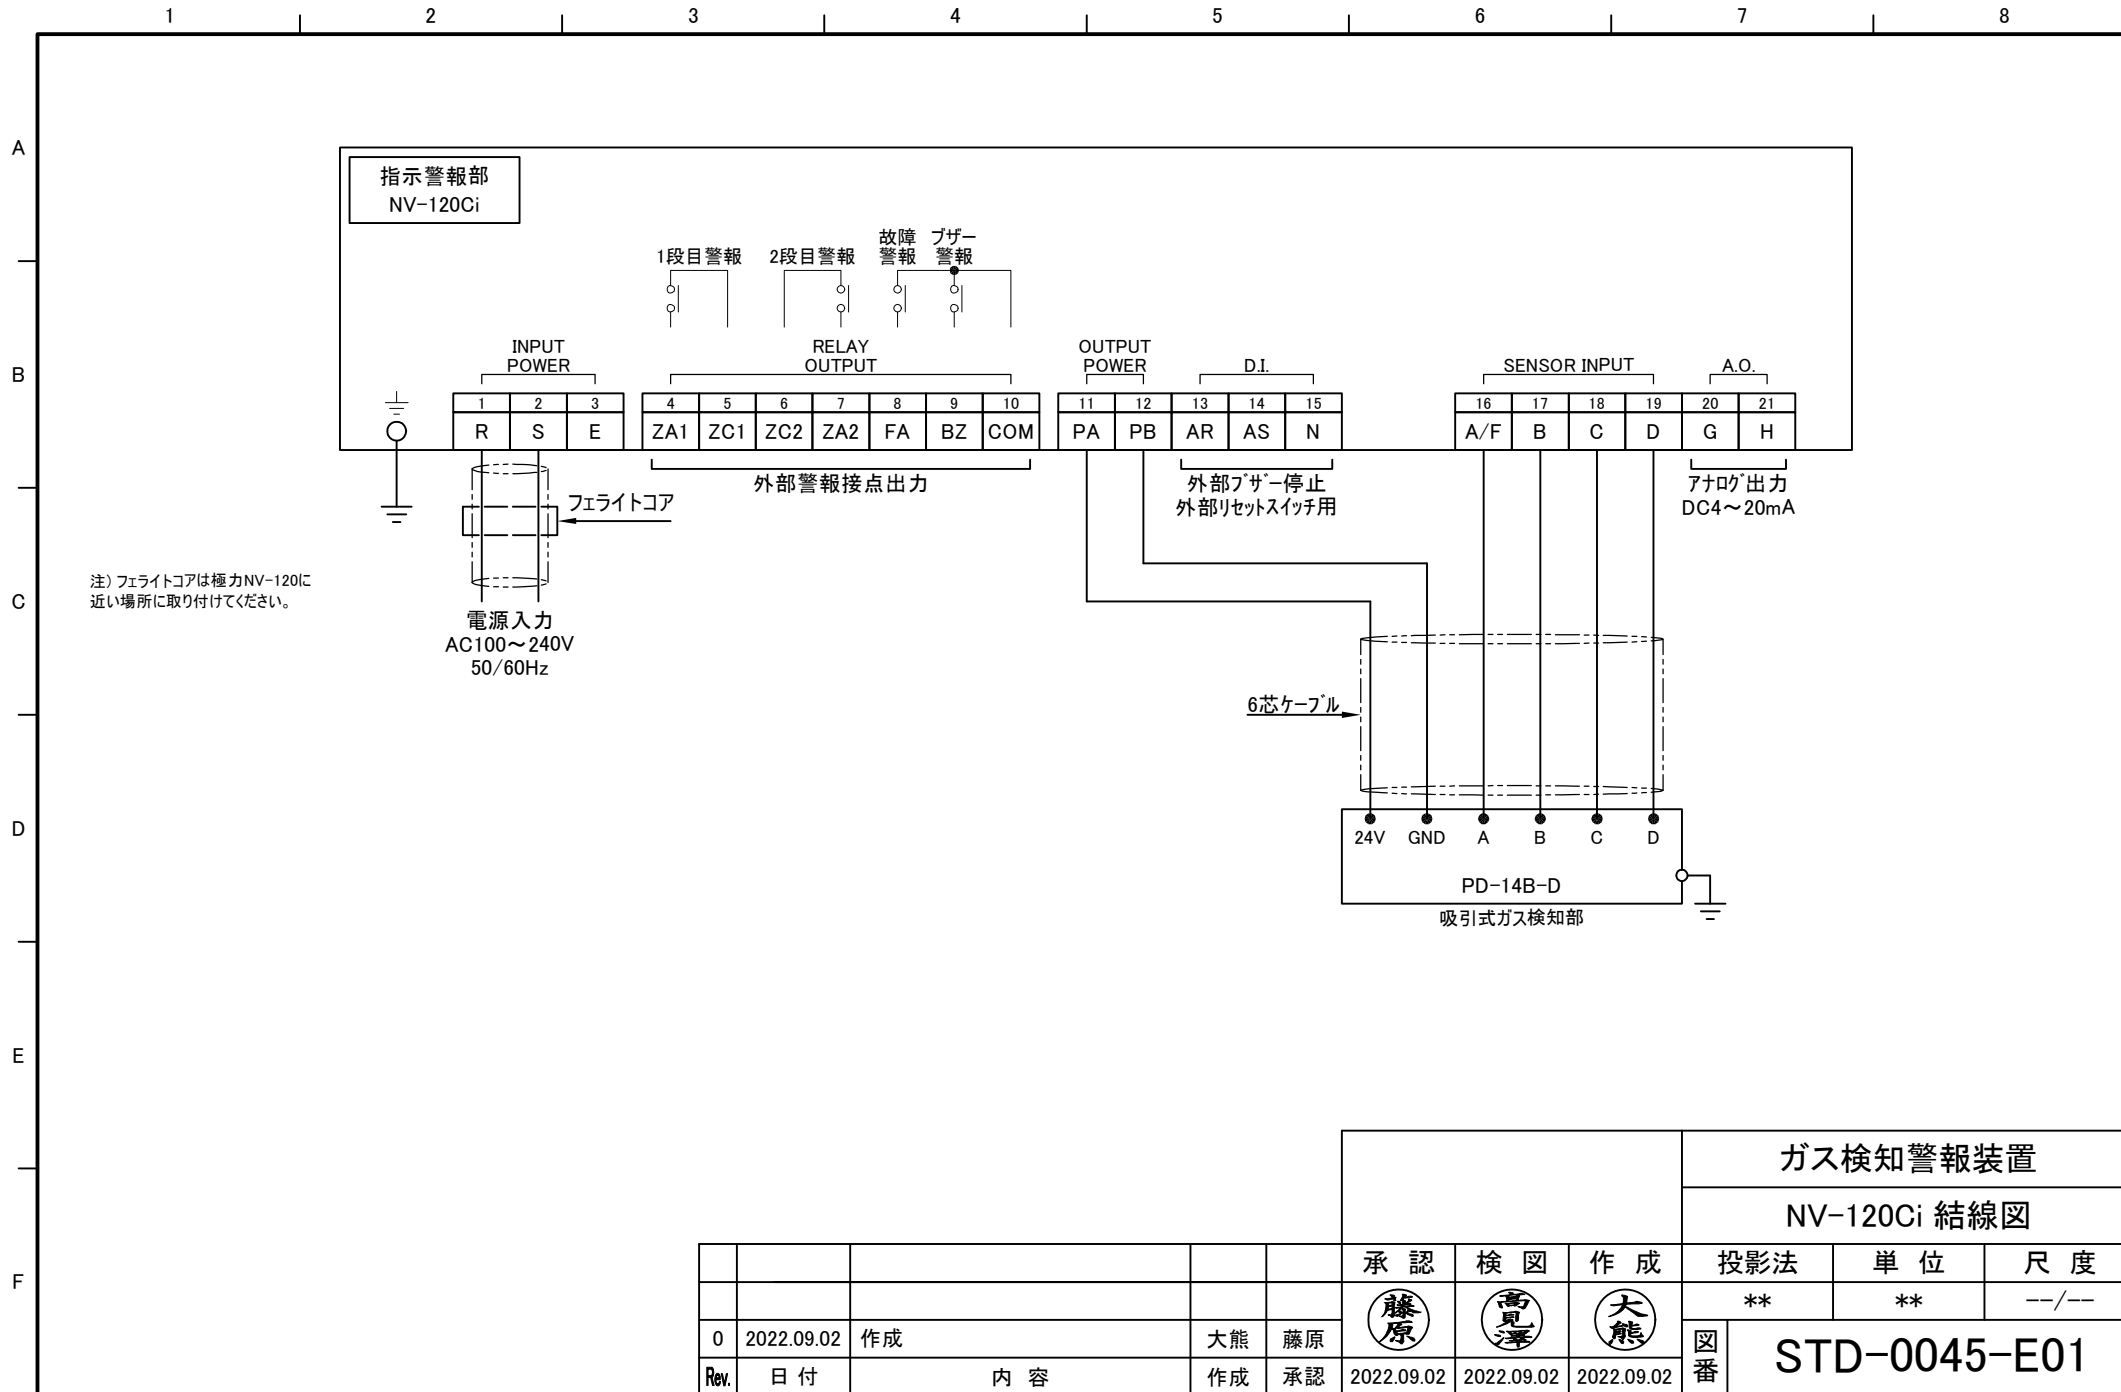 1 2 3 4 5 6 7 8
A
B
C
D
E
F
指示警報部
NV-120Ci
1段目警報
2段目警報
故障
警報
ブザー
警報
INPUT
POWER
RELAY
OUTPUT
OUTPUT
POWER
D.I.
SENSOR INPUT
A.O.
1 2 3 4 5 6 7 8 9 10 11 12 13 14 15 16 17 18 19 20 21
R S E ZA1 ZC1 ZC2 ZA2 FA BZ COM PA PB AR AS N A/F B C D G H
外部警報接点出力
外部ブザー停止
外部リセットスイッチ用
アナログ出力
DC4～20mA
フェライトコア
注) フェライトコアは極力NV-120に
近い場所に取り付けてください。
電源入力
AC100～240V
50/60Hz
6芯ケーブル
24V GND A B C D
PD-14B-D
吸引式ガス検知部
ガス検知警報装置
NV-120Ci 結線図
承 認 検 図 作 成 投影法 単 位 尺 度
藤原 高見澤 大熊 ** ** --/--
0 2022.09.02 作成 大熊 藤原
Rev. 日 付 内 容 作成 承認 2022.09.02 2022.09.02 2022.09.02
図番 STD-0045-E01